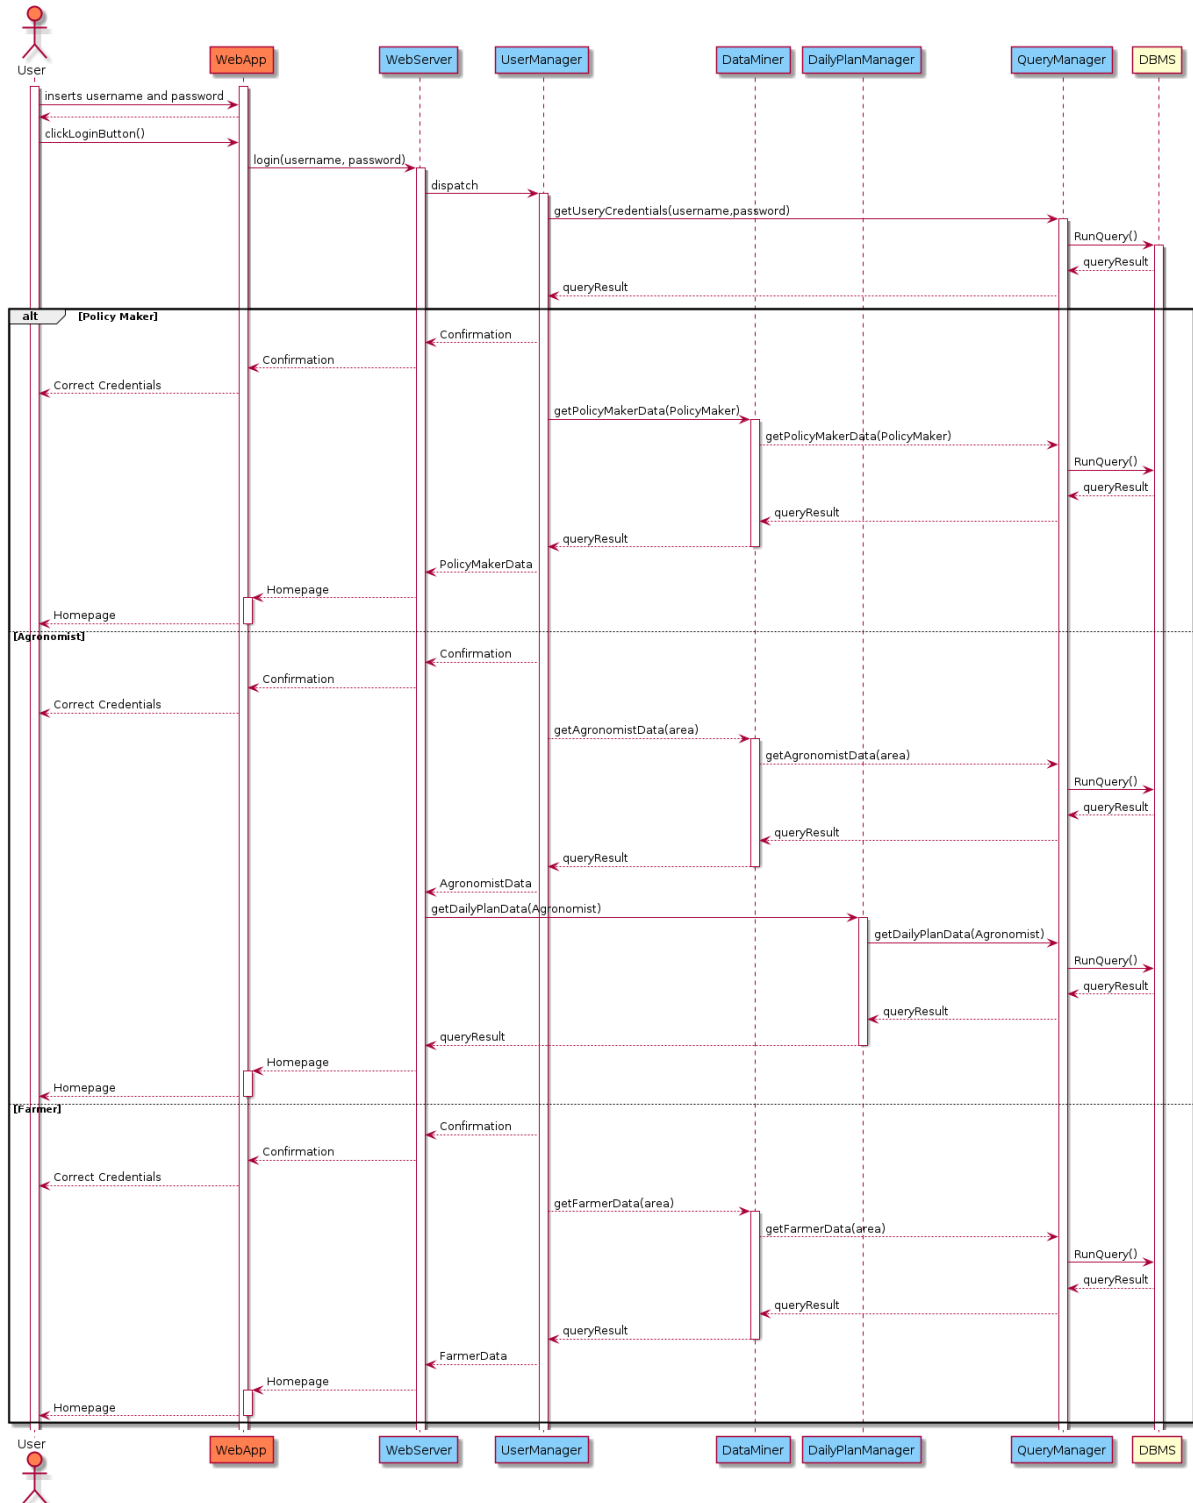 User
WebApp
WebServer
UserManager
DataMiner
DailyPlanManager
QueryManager
DBMS
inserts username and password
clickLoginButton()
login(username, password)
dispatch
getUseryCredentials(username,password)
RunQuery()
queryResult
queryResult
alt
[Policy Maker]
Confirmation
Confirmation
Correct Credentials
getPolicyMakerData(PolicyMaker)
getPolicyMakerData(PolicyMaker)
RunQuery()
queryResult
queryResult
queryResult
PolicyMakerData
Homepage
Homepage
[Agronomist]
Confirmation
Confirmation
Correct Credentials
getAgronomistData(area)
getAgronomistData(area)
RunQuery()
queryResult
queryResult
queryResult
AgronomistData
getDailyPlanData(Agronomist)
getDailyPlanData(Agronomist)
RunQuery()
queryResult
queryResult
queryResult
Homepage
Homepage
[Farmer]
Confirmation
Confirmation
Correct Credentials
getFarmerData(area)
getFarmerData(area)
RunQuery()
queryResult
queryResult
queryResult
FarmerData
Homepage
Homepage
User
WebApp
WebServer
UserManager
DataMiner
DailyPlanManager
QueryManager
DBMS